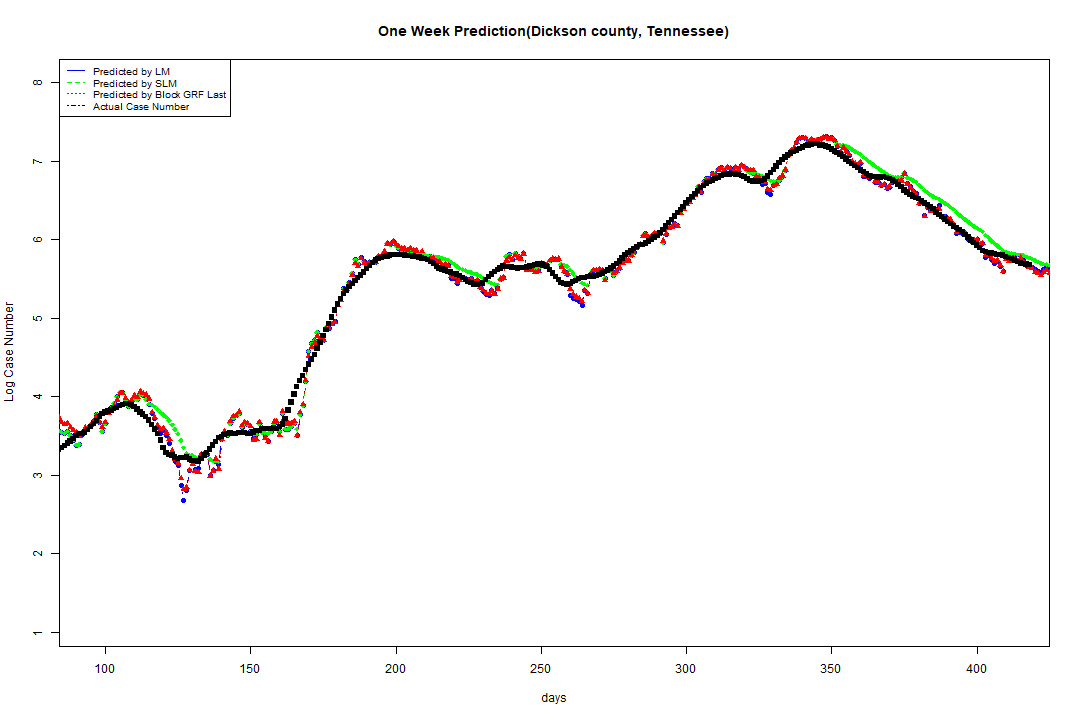 One Week Prediction(Dickson county, Tennessee)
Predicted by LM
Predicted by SLM
Predicted by Block GRF Last
Actual Case Number
8
7
6
5
4
3
2
1
Log Case Number
100 150 200 250 300 350 400
days